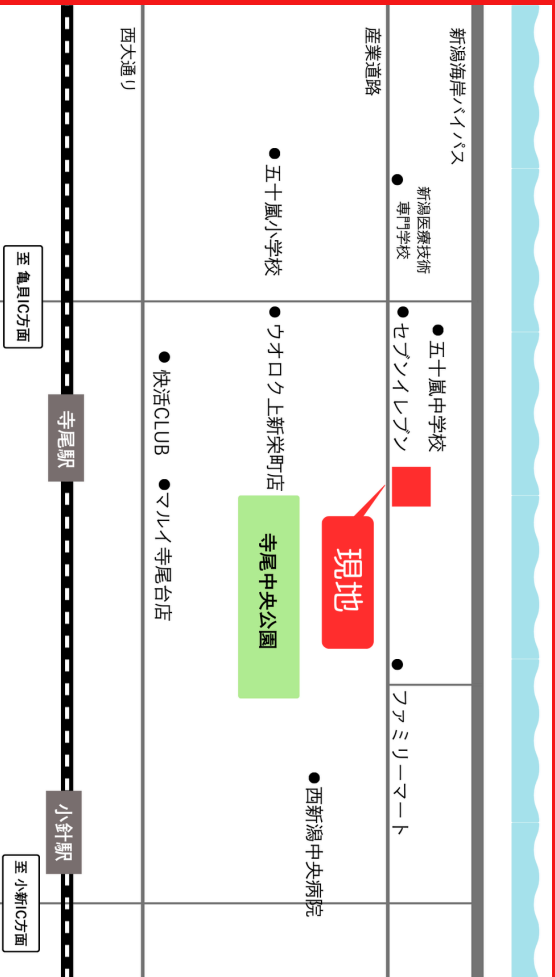 新潟海岸バイパス
産業道路
西大通り
新潟医療技術
専門学校
五十嵐小学校
五十嵐中学校
セブンイレブン
ウオロク上新栄町店
快活CLUB
マルイ寺尾台店
現地
寺尾中央公園
ファミリーマート
西新潟中央病院
寺尾駅
小針駅
至 亀貝IC方面
至 小新IC方面